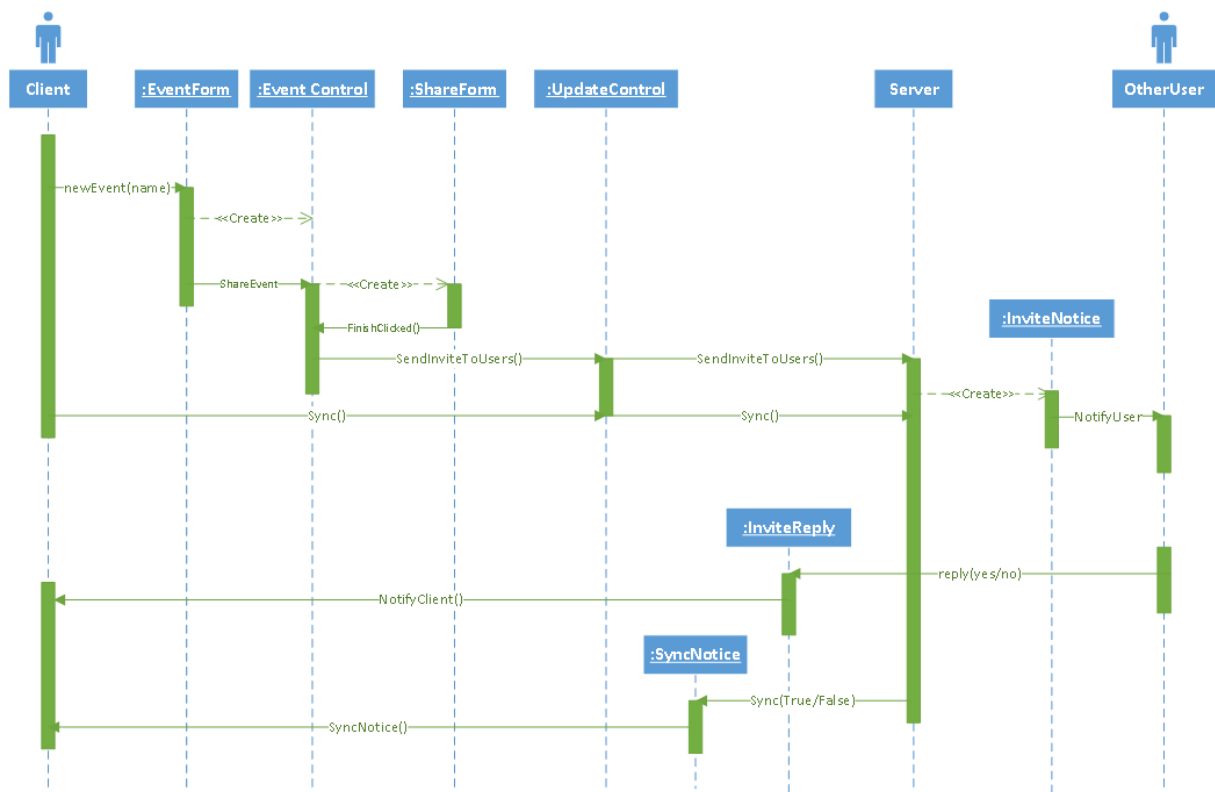 Client
:EventForm
:Event Control
:ShareForm
:UpdateControl
Server
OtherUser
newEvent(name)
<<Create>>
ShareEvent
<<Create>>
:InviteNotice
FinishClicked()
SendInviteToUsers()
SendInviteToUsers()
<<Create>>
Sync()
Sync()
NotifyUser
:InviteReply
reply(yes/no)
NotifyClient()
:SyncNotice
Sync(True/False)
SyncNotice()